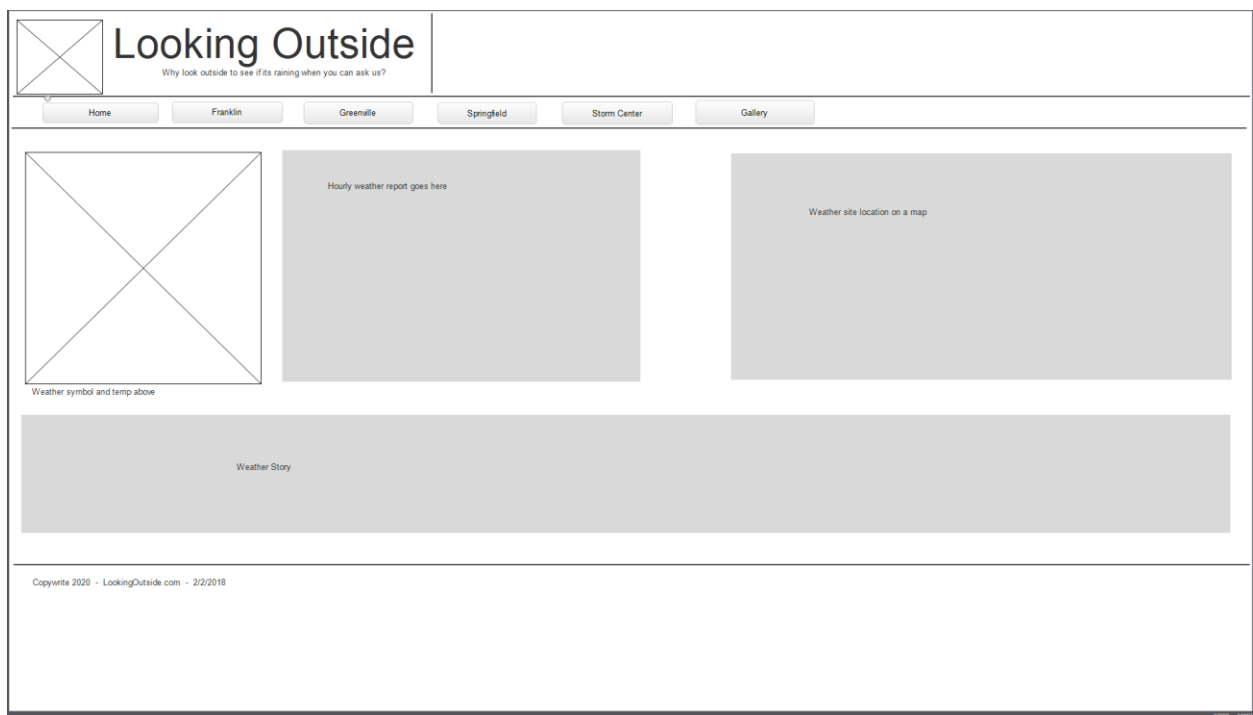 Looking Outside
Why look outside to see if its raining when you can ask us?
Home Franklin Greenville Springfield Storm Center Gallery
Hourly weather report goes here
Weather site location on a map
Weather symbol and temp above
Weather Story
Copywrite 2020 - LookingOutside.com - 2/2/2018